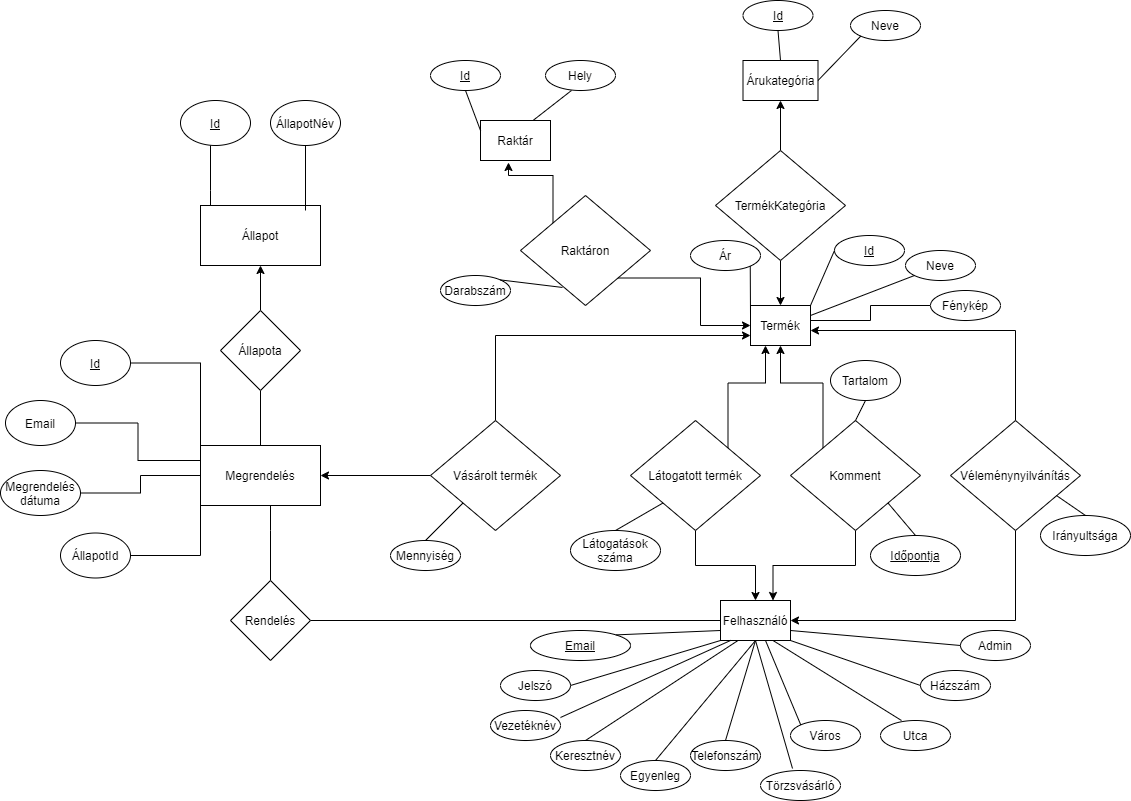 Id
Neve
Árukategória
Id
Hely
Raktár
Id
ÁllapotNév
TermékKategória
Állapot
Raktáron
Ár
Id
Neve
Darabszám
Fénykép
Termék
Állapota
Id
Tartalom
Email
Megrendelés
dátuma
Megrendelés
Vásárolt termék
Látogatott termék
Komment
Véleménynyilvánítás
ÁllapotId
Mennyiség
Látogatások
száma
Időpontja
Irányultsága
Rendelés
Felhasználó
Email
Admin
Jelszó
Házszám
Vezetéknév
Város
Utca
Keresztnév
Telefonszám
Egyenleg
Törzsvásárló